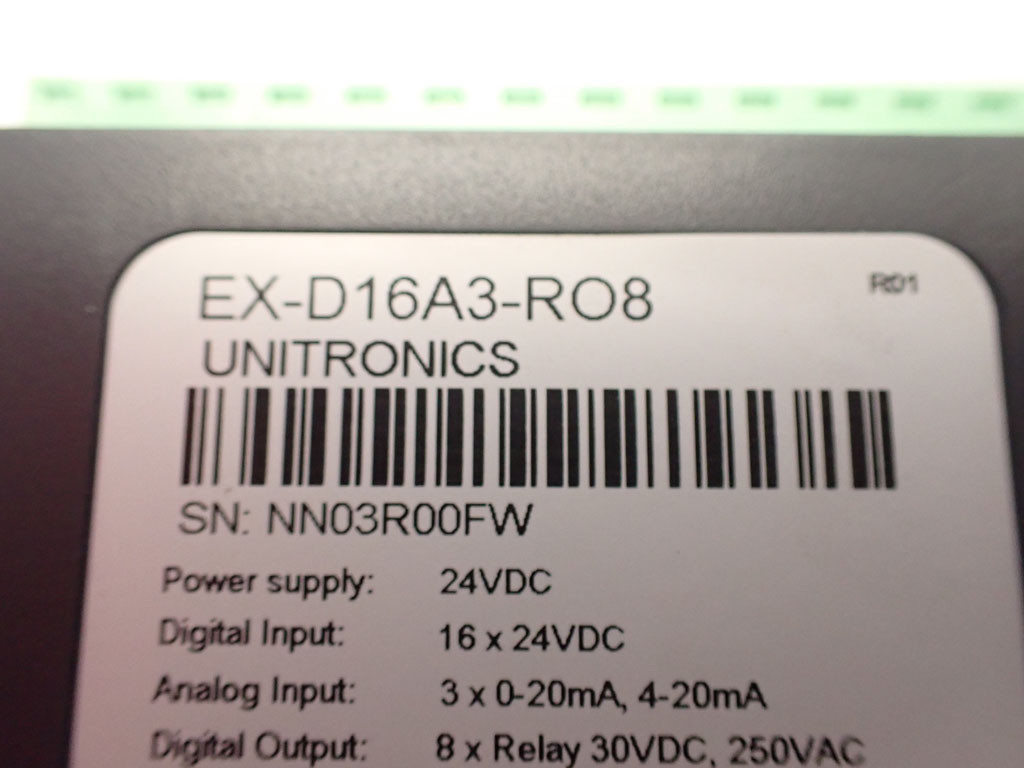 EX-D16A3-RO8
R01
UNITRONICS
SN: NN03R00FW
Power supply: 24VDC
Digital Input: 16 x 24VDC
Analog Input: 3 x 0-20mA, 4-20mA
Digital Output: 8 x Relay 30VDC, 250VAC